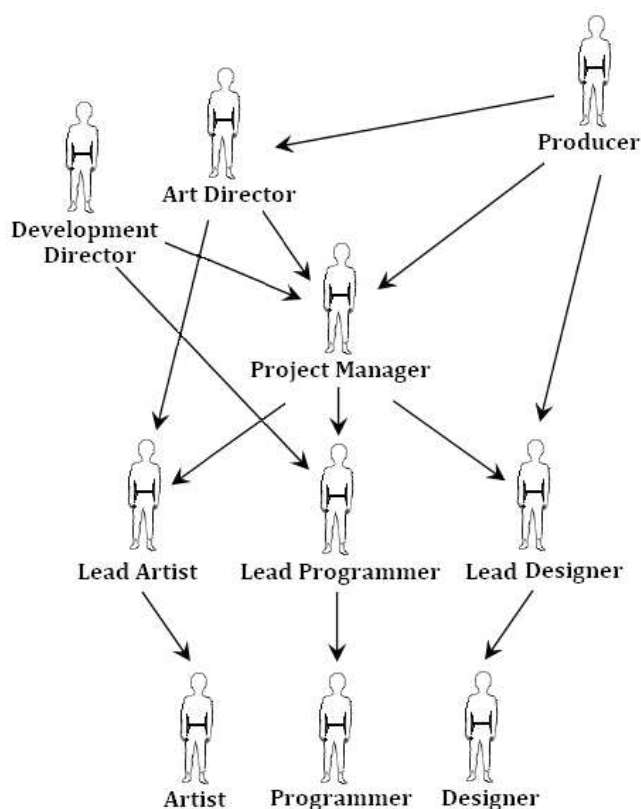 Producer
Art Director
Development
Director
Project Manager
Lead Artist
Lead Programmer
Lead Designer
Artist
Programmer
Designer